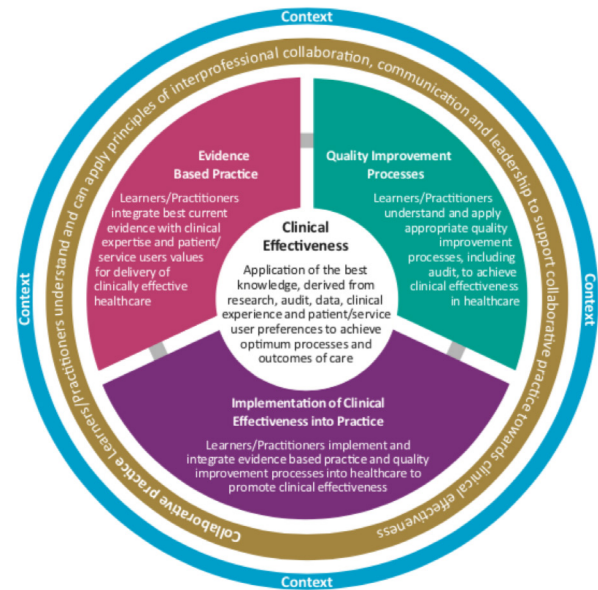 Context
Collaborative practice Learners/Practitioners understand and can apply principles of interprofessional collaboration, communication and leadership to support collaborative practice towards clinical effectiveness
Evidence
Based Practice
Learners/Practitioners
integrate best current
evidence with clinical
expertise and patient/
service users values
for delivery of
clinically effective
healthcare
Quality Improvement
Processes
Learners/Practitioners
understand and apply
appropriate quality
improvement
processes, including
audit, to achieve
clinical effectiveness
in healthcare
Clinical
Effectiveness
Application of the best
knowledge, derived from
research, audit, data, clinical
experience and patient/service
user preferences to achieve
optimum processes and
outcomes of care
Context
Context
Implementation of Clinical
Effectiveness into Practice
Learners/Practitioners implement and
integrate evidence based practice and quality
improvement processes into healthcare to
promote clinical effectiveness
Context